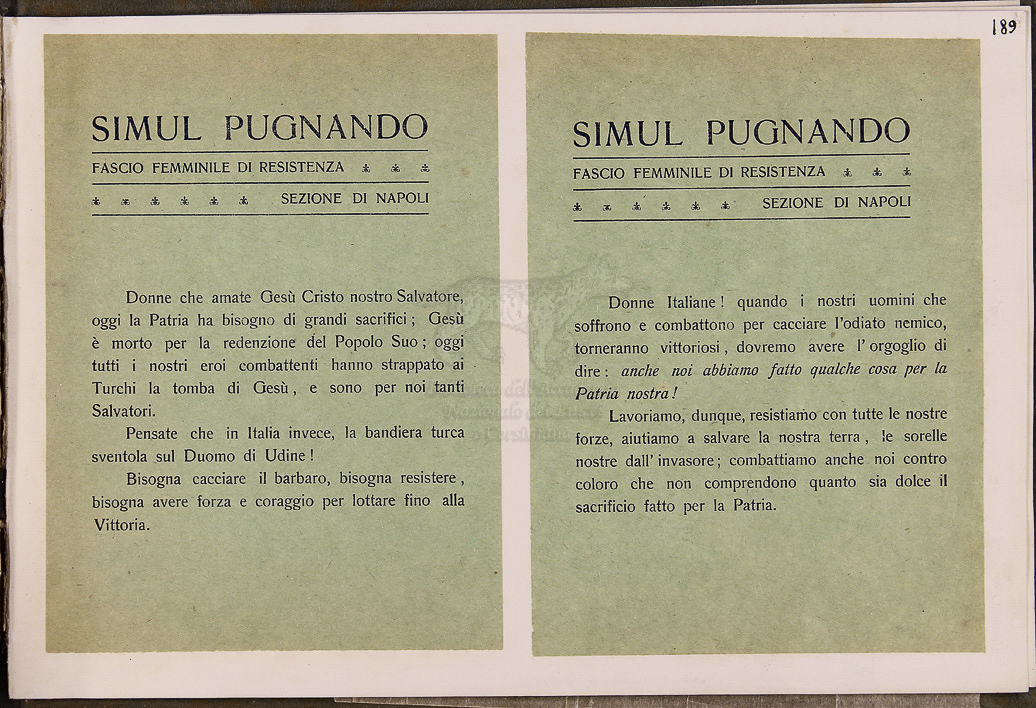 189
SIMUL PUGNANDO
FASCIO FEMMINILE DI RESISTENZA
SEZIONE DI NAPOLI
Donne che amate Gesù Cristo nostro Salvatore,
oggi la Patria ha bisogno di grandi sacrifici ; Gesù
è morto per la redenzione del Popolo Suo ; oggi
tutti i nostri eroi combattenti hanno strappato ai
Turchi la tomba di Gesù , e sono per noi tanti
Salvatori.
Pensate che in Italia invece, la bandiera turca
sventola sul Duomo di Udine !
Bisogna cacciare il barbaro, bisogna resistere ,
bisogna avere forza e coraggio per lottare fino alla
Vittoria.
SIMUL PUGNANDO
FASCIO FEMMINILE DI RESISTENZA
SEZIONE DI NAPOLI
Donne Italiane ! quando i nostri uomini che
soffrono e combattono per cacciare l'odiato nemico,
torneranno vittoriosi , dovremo avere l' orgoglio di
dire : anche noi abbiamo fatto qualche cosa per la
Patria nostra !
Lavoriamo, dunque, resistiamo con tutte le nostre
forze, aiutiamo a salvare la nostra terra , le sorelle
nostre dall' invasore ; combattiamo anche noi contro
coloro che non comprendono quanto sia dolce il
sacrificio fatto per la Patria.